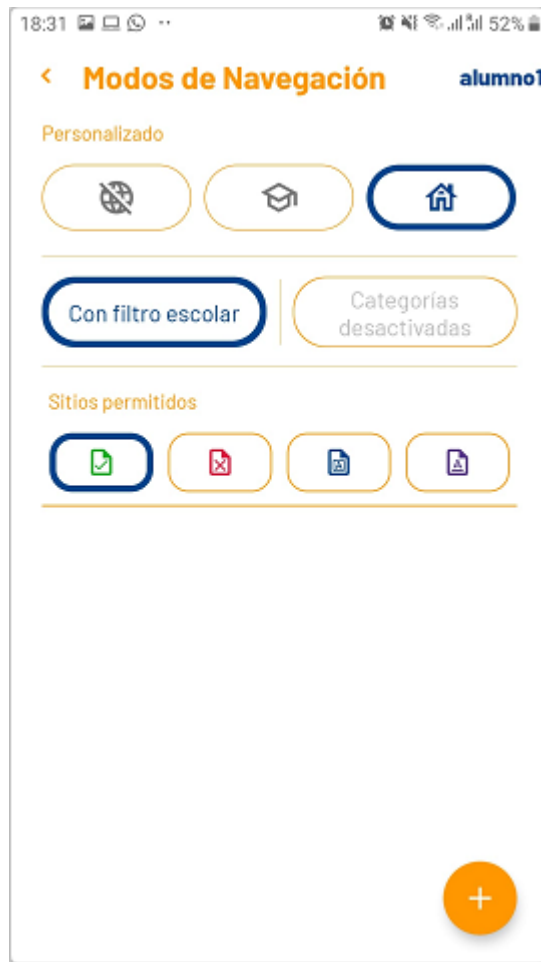 18:31 52%
Modos de Navegación alumno1
Personalizado
Con filtro escolar
Categorías
desactivadas
Sitios permitidos